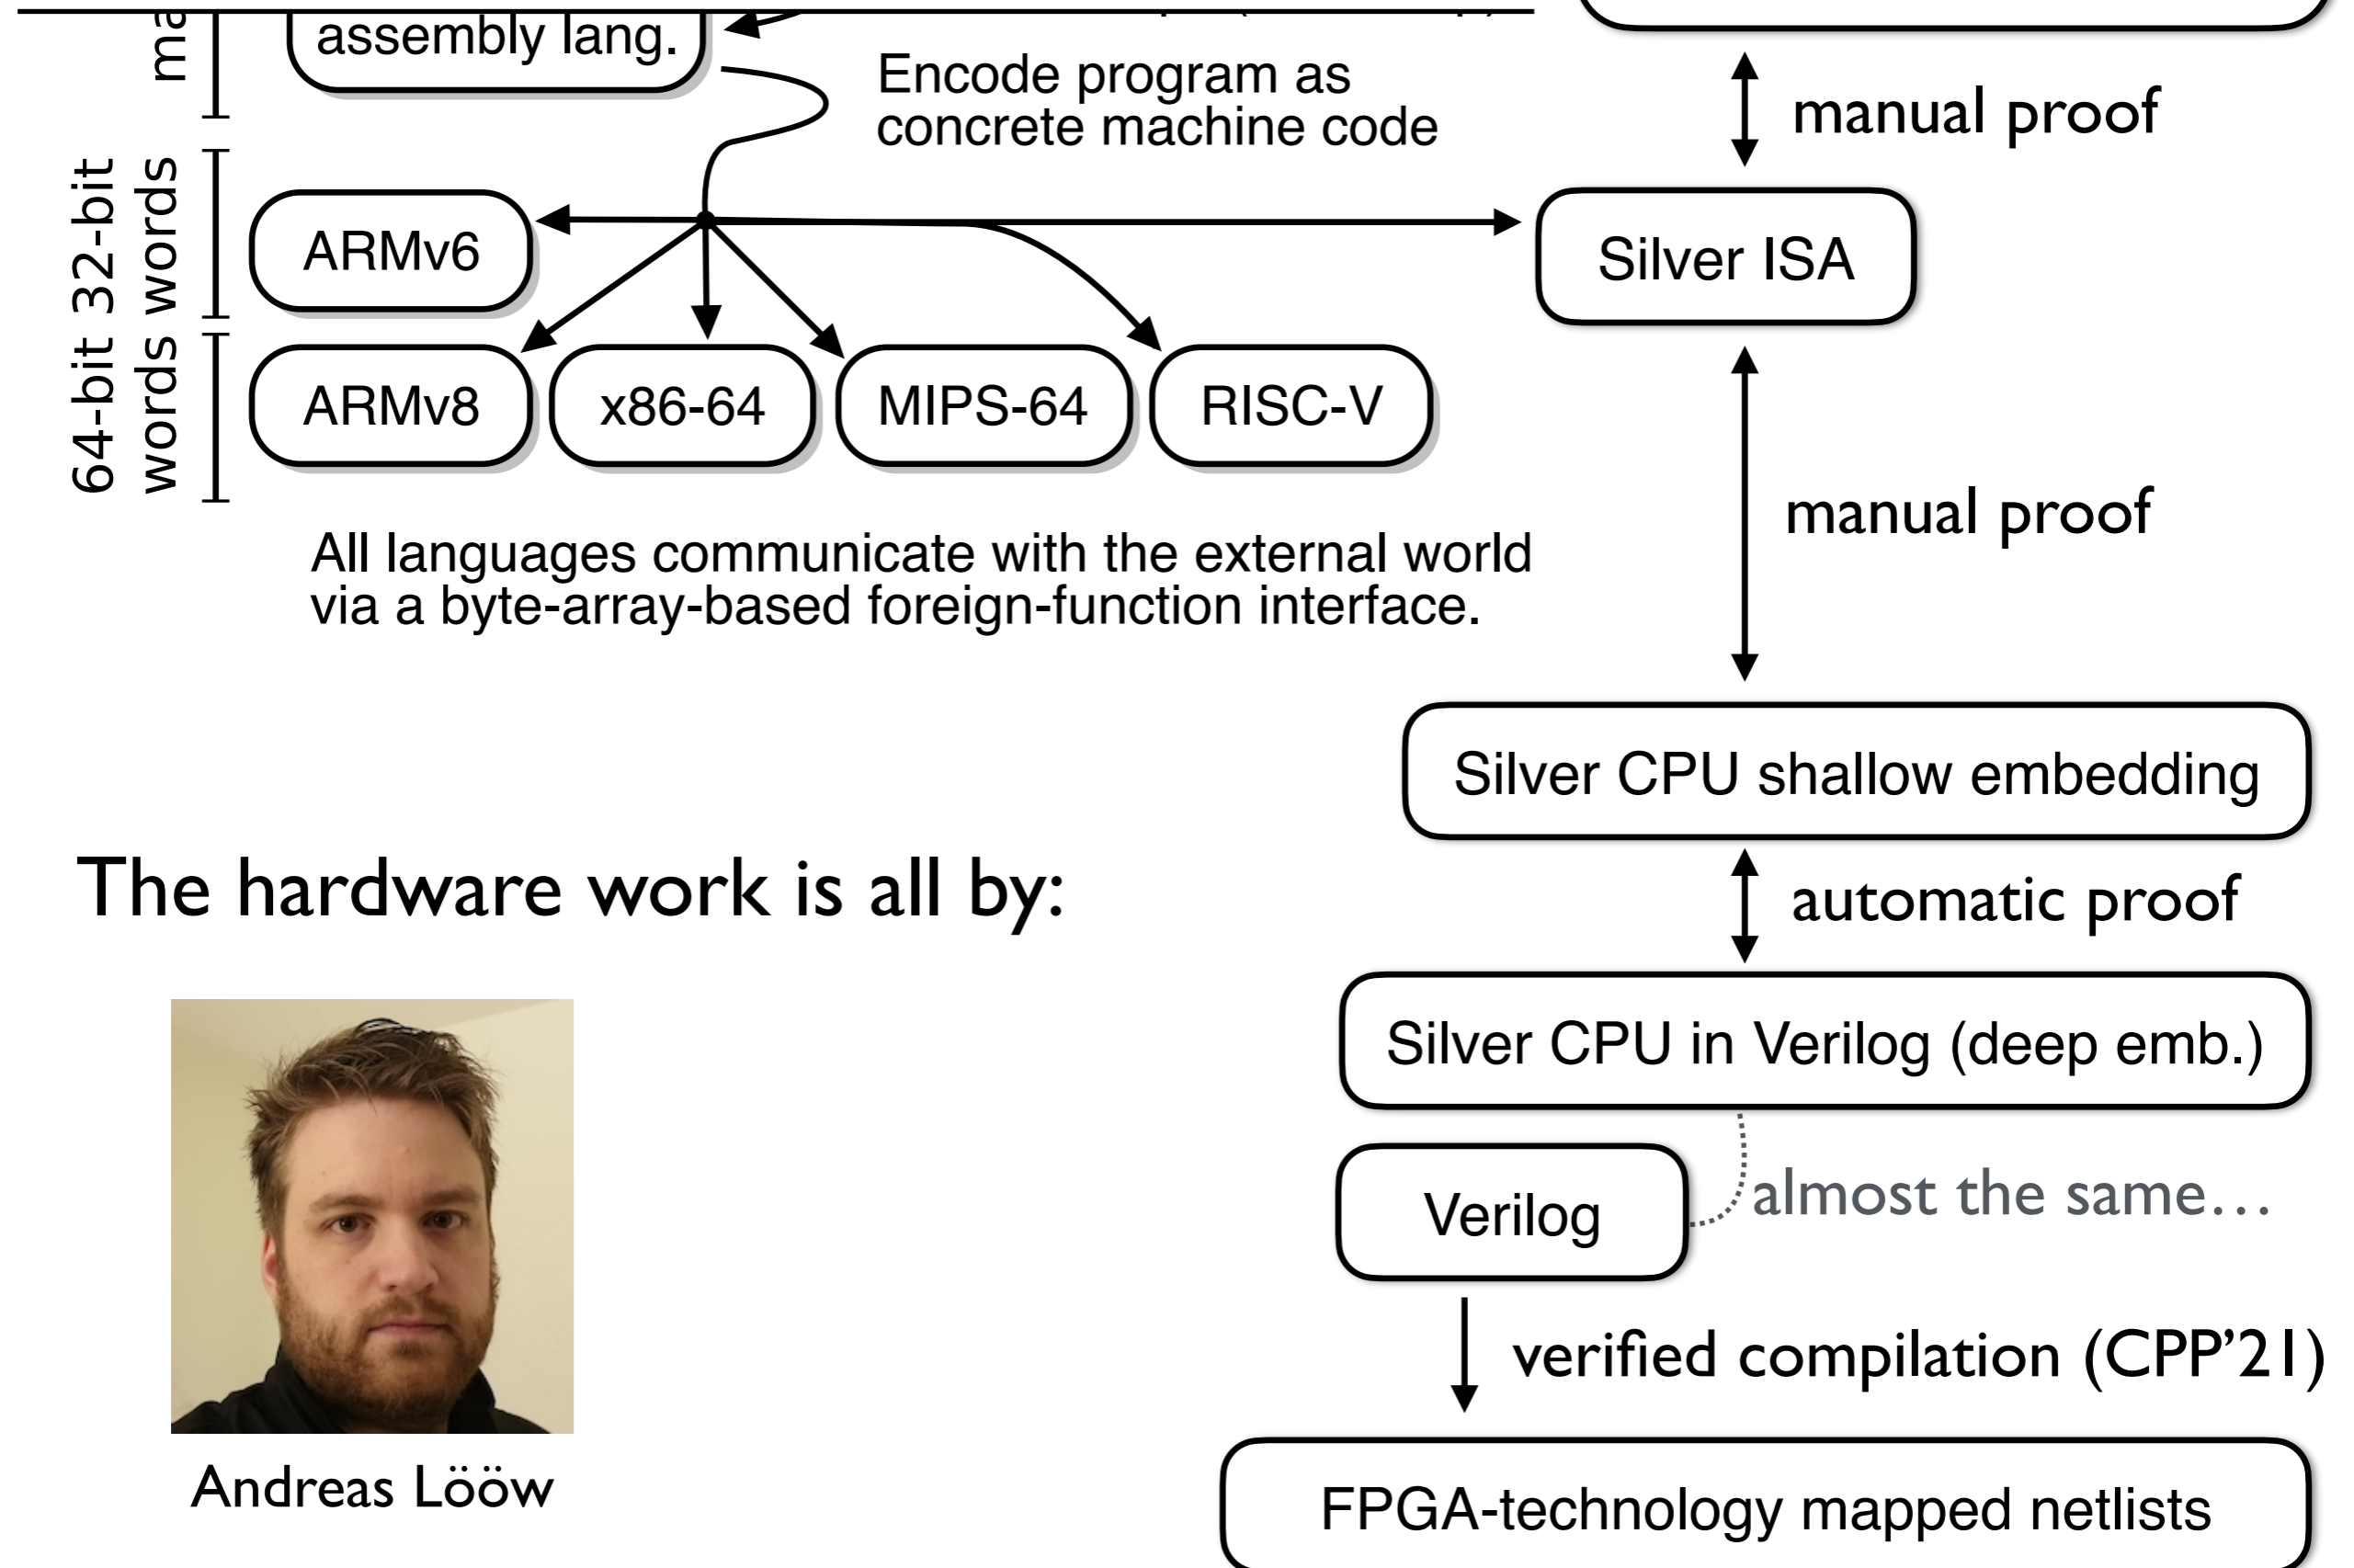 assembly lang.
ma
Encode program as
concrete machine code
manual proof
32-bit
words
ARMv6
Silver ISA
64-bit
words
ARMv8
x86-64
MIPS-64
RISC-V
manual proof
All languages communicate with the external world
via a byte-array-based foreign-function interface.
Silver CPU shallow embedding
The hardware work is all by:
automatic proof
Silver CPU in Verilog (deep emb.)
Verilog
almost the same…
verified compilation (CPP’21)
Andreas Lööw
FPGA-technology mapped netlists